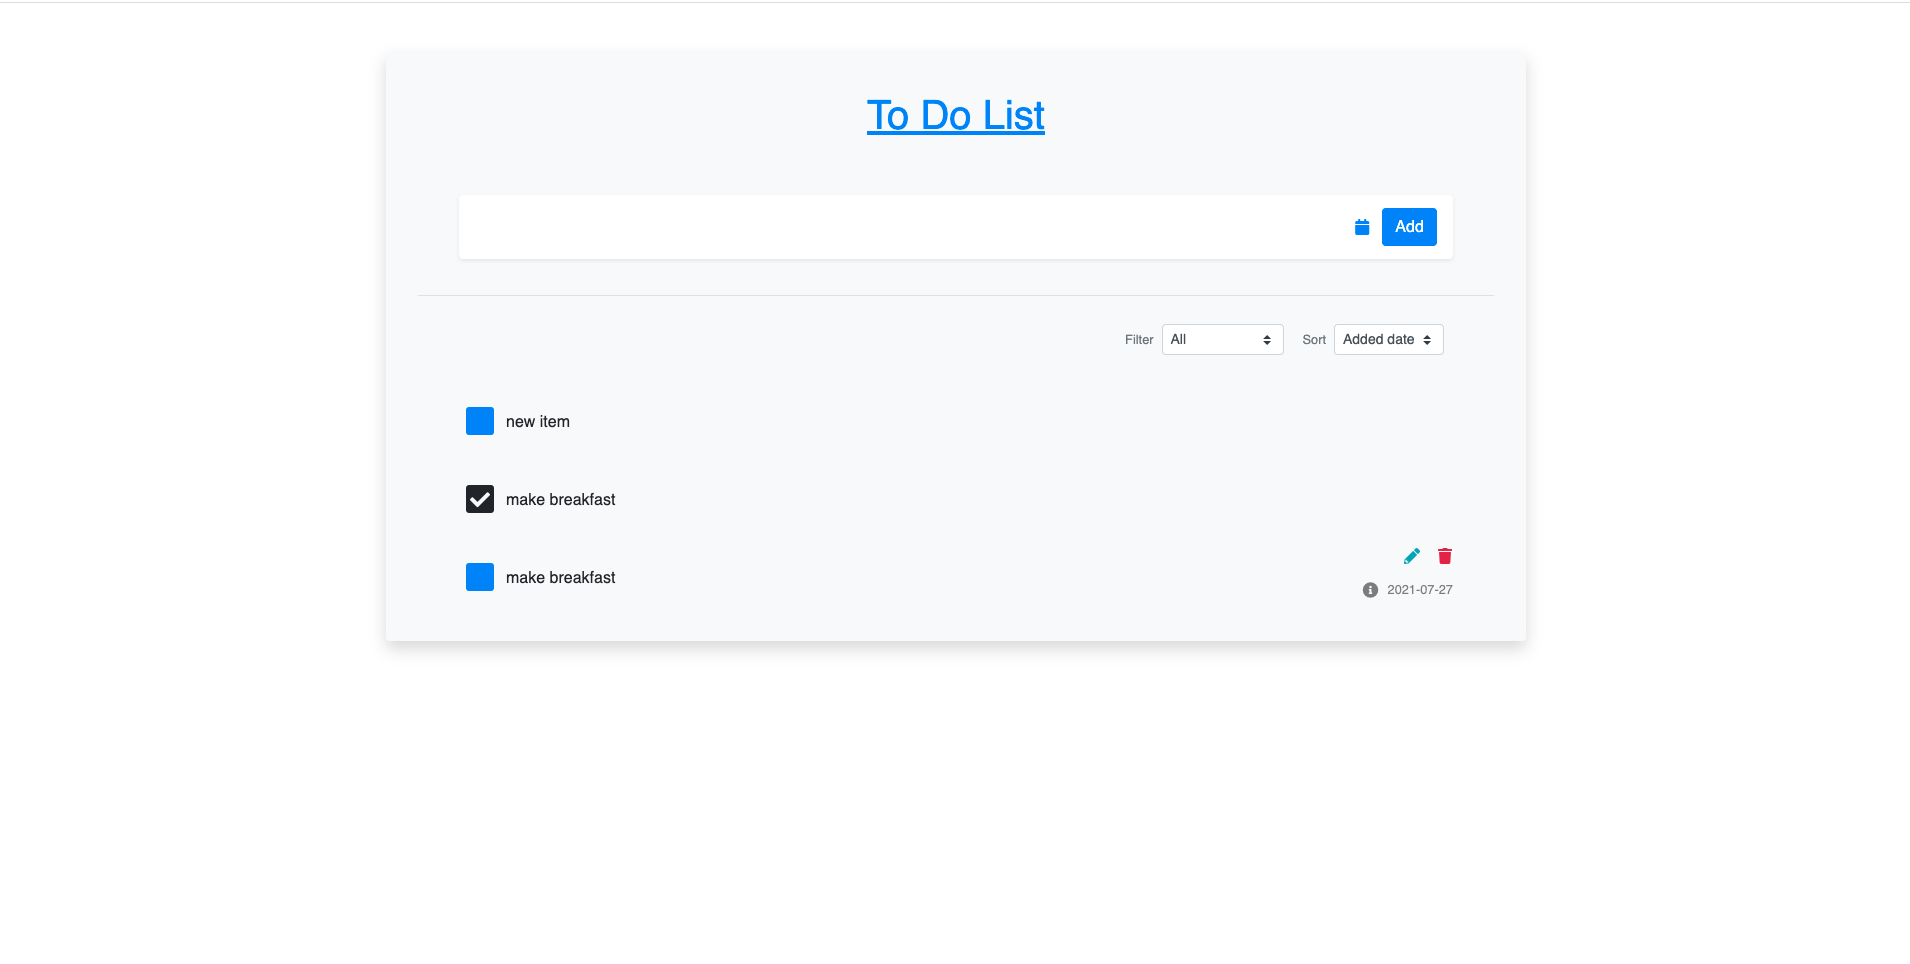 To Do List
Add
Filter All Sort Added date
new item
make breakfast
make breakfast
2021-07-27